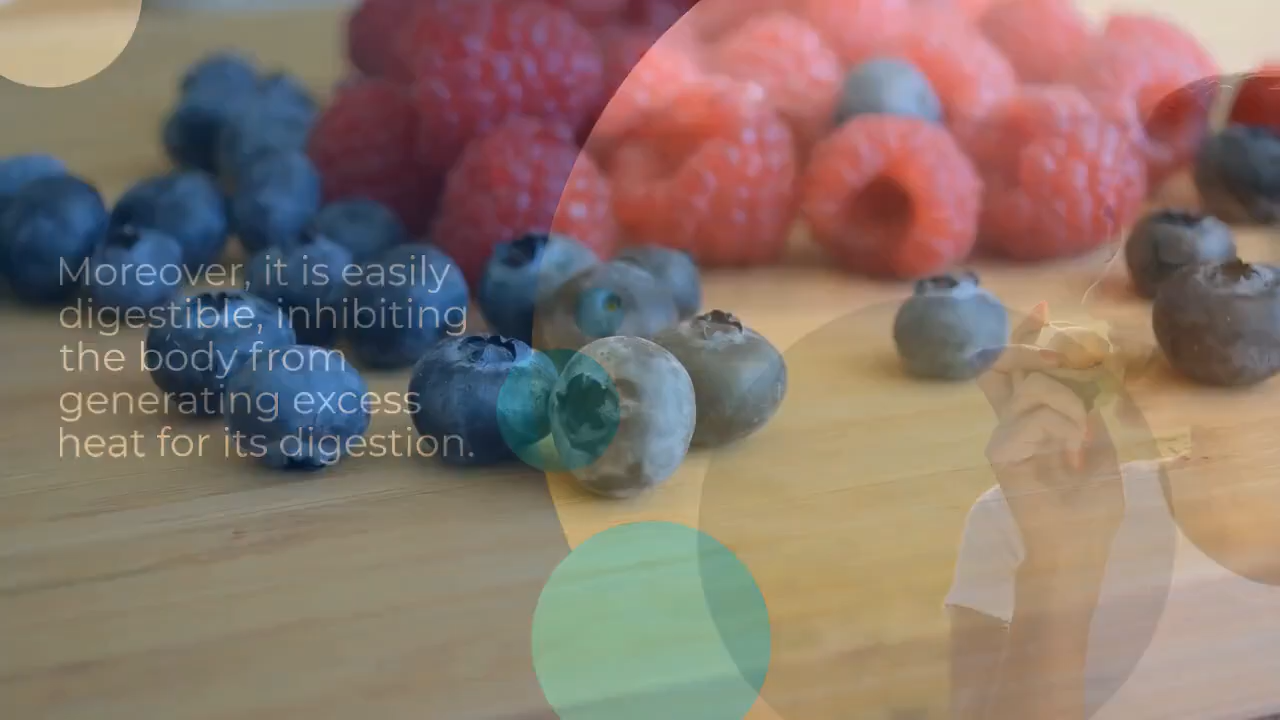 Moreover, it is easily
digestible, inhibiting
the body from
generating excess
heat for its digestion.